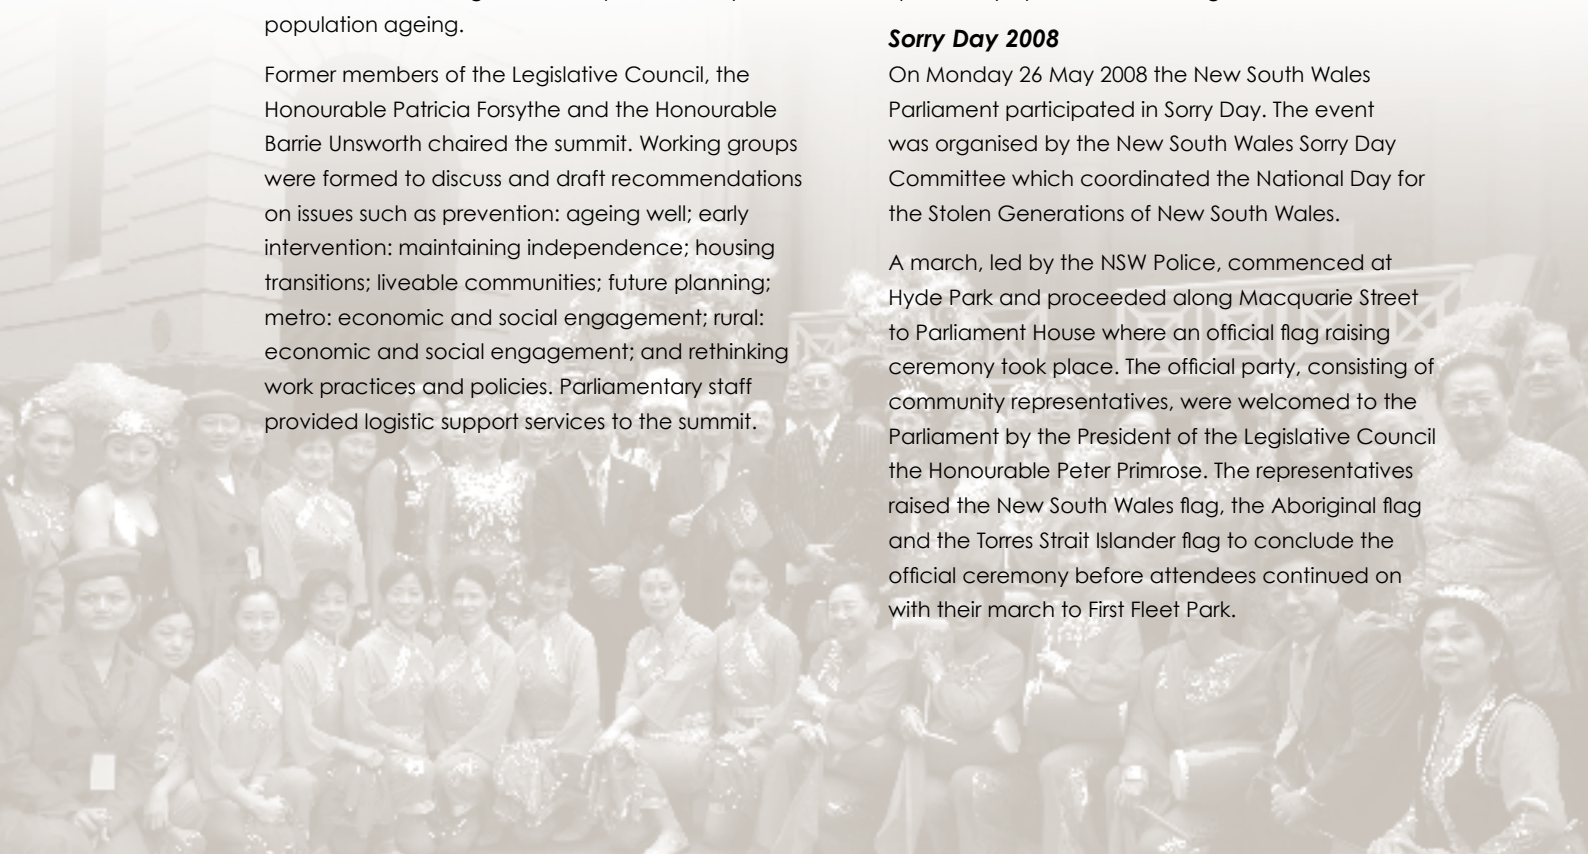 population ageing.
Former members of the Legislative Council, the
Honourable Patricia Forsythe and the Honourable
Barrie Unsworth chaired the summit. Working groups
were formed to discuss and draft recommendations
on issues such as prevention: ageing well; early
intervention: maintaining independence; housing
transitions; liveable communities; future planning;
metro: economic and social engagement; rural:
economic and social engagement; and rethinking
work practices and policies. Parliamentary staff
provided logistic support services to the summit.
Sorry Day 2008
On Monday 26 May 2008 the New South Wales
Parliament participated in Sorry Day. The event
was organised by the New South Wales Sorry Day
Committee which coordinated the National Day for
the Stolen Generations of New South Wales.
A march, led by the NSW Police, commenced at
Hyde Park and proceeded along Macquarie Street
to Parliament House where an official flag raising
ceremony took place. The official party, consisting of
community representatives, were welcomed to the
Parliament by the President of the Legislative Council
the Honourable Peter Primrose. The representatives
raised the New South Wales flag, the Aboriginal flag
and the Torres Strait Islander flag to conclude the
official ceremony before attendees continued on
with their march to First Fleet Park.